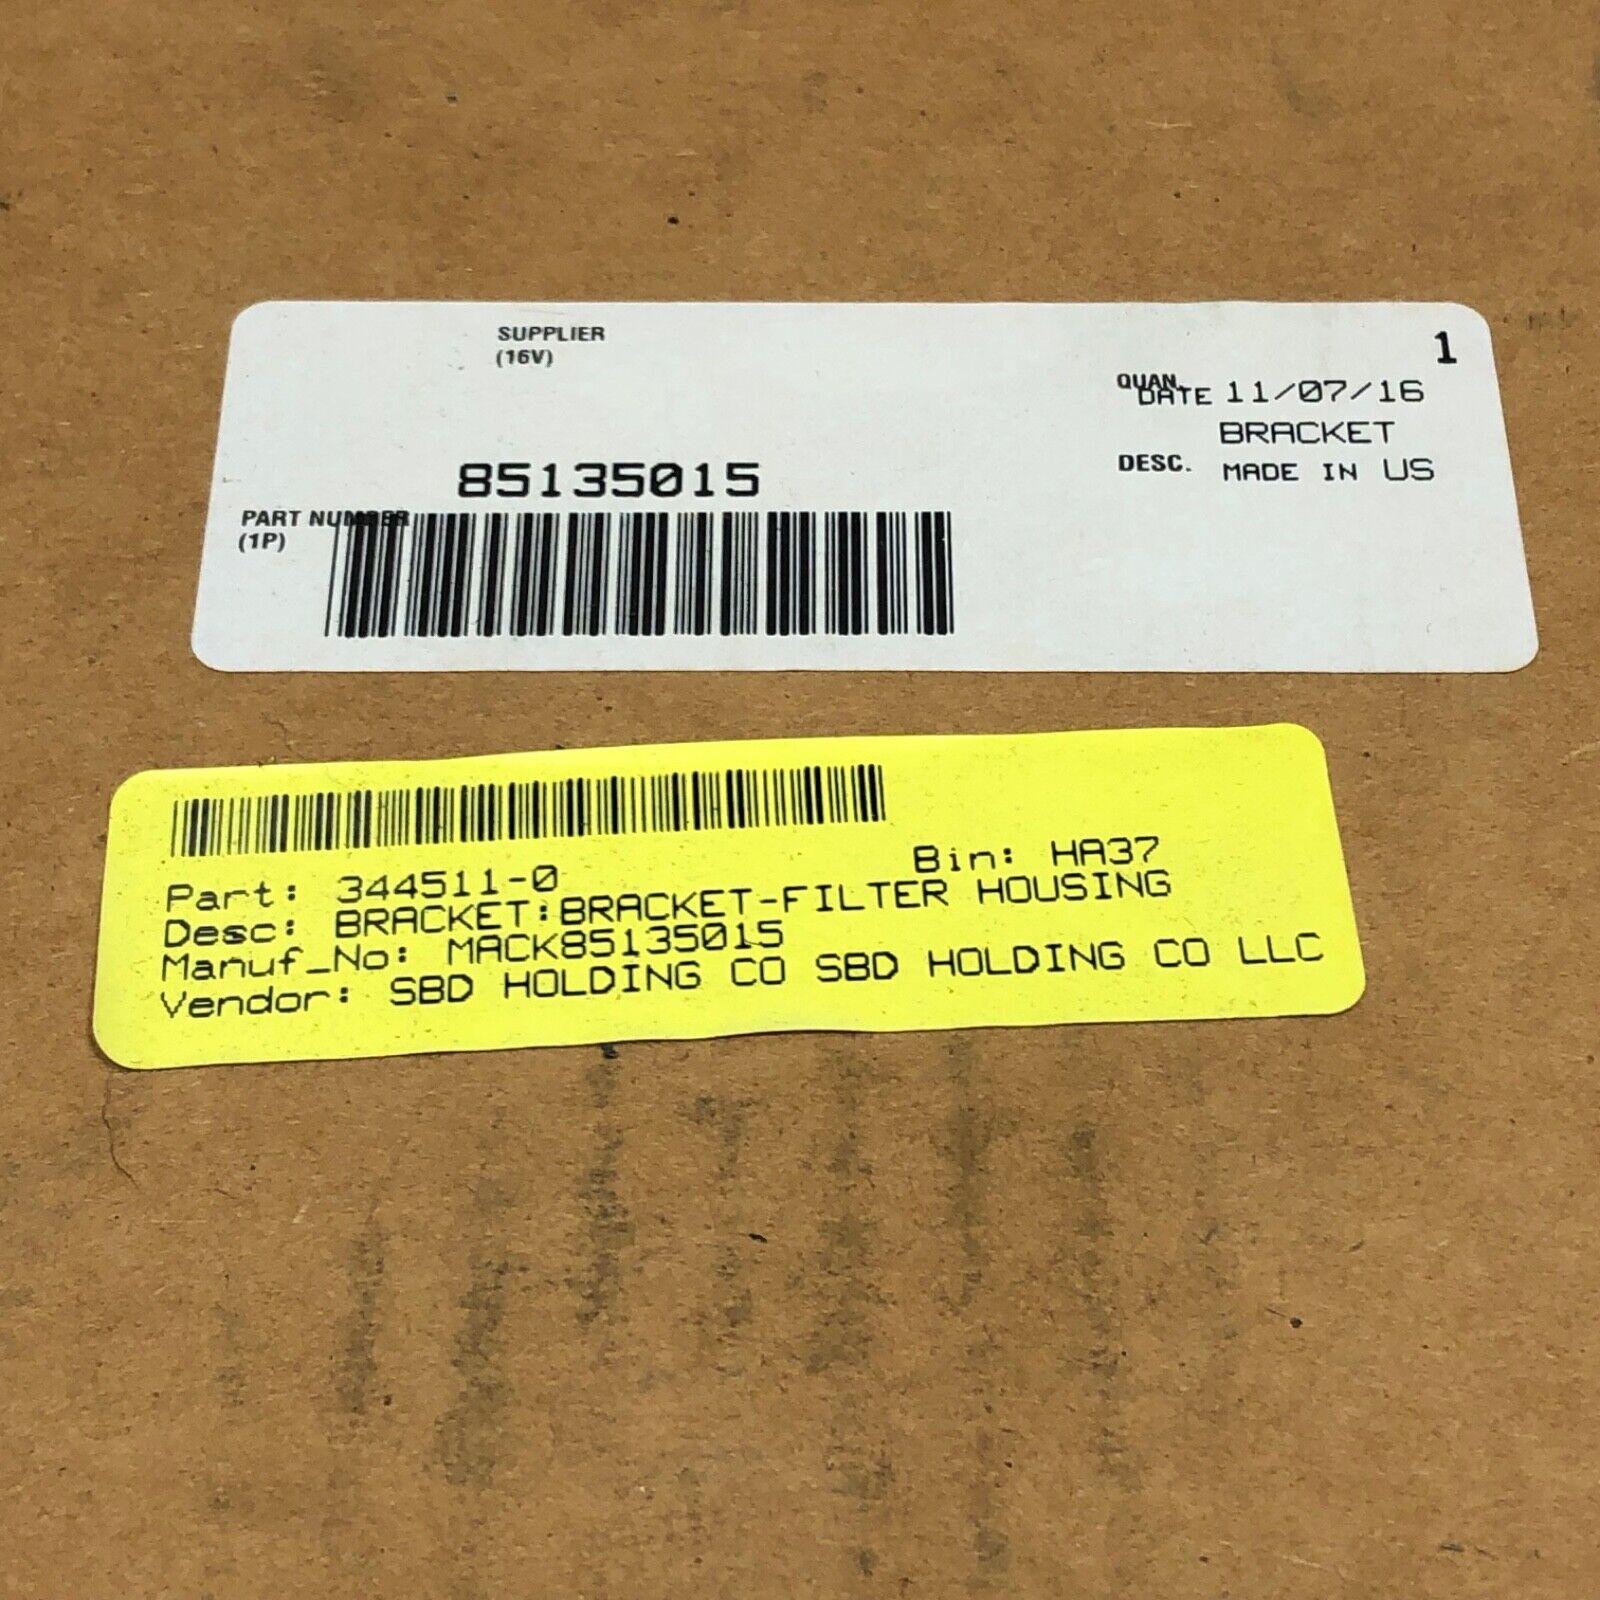 SUPPLIER
(16V)
1
QUAN.
DATE 11/07/16
BRACKET
DESC. MADE IN US
85135015
PART NUMBER
(1P)
Part: 344511-0 Bin: HA37
Desc: BRACKET:BRACKET-FILTER HOUSING
Manuf_No: MACK85135015
Vendor: SBD HOLDING CO SBD HOLDING CO LLC